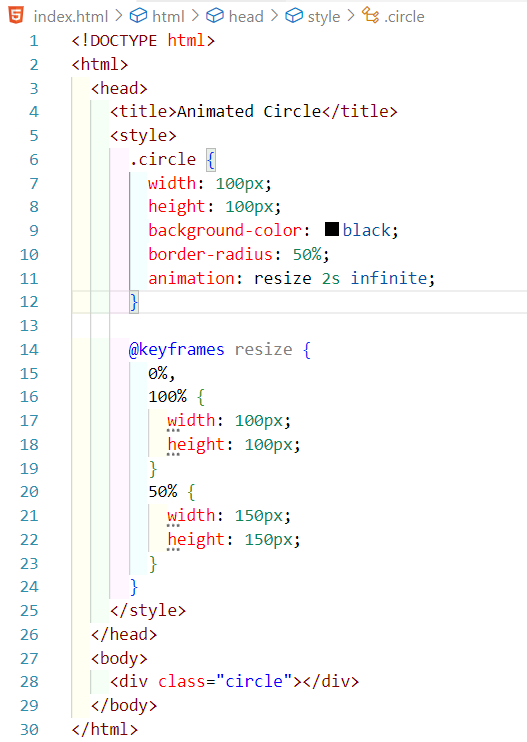 index.html > html > head > style > .circle
1 <!DOCTYPE html>
2 <html>
3   <head>
4     <title>Animated Circle</title>
5     <style>
6       .circle {
7         width: 100px;
8         height: 100px;
9         background-color: black;
10         border-radius: 50%;
11         animation: resize 2s infinite;
12       }
13
14       @keyframes resize {
15         0%,
16         100% {
17           width: 100px;
18           height: 100px;
19         }
20         50% {
21           width: 150px;
22           height: 150px;
23         }
24       }
25     </style>
26   </head>
27   <body>
28     <div class="circle"></div>
29   </body>
30 </html>